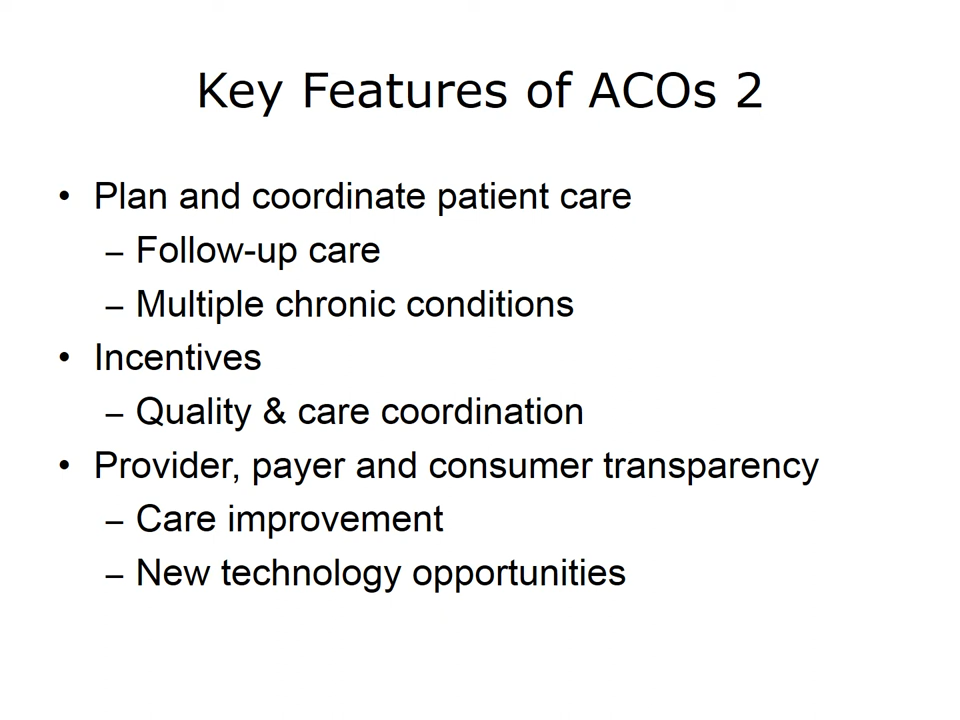 Key Features of ACOs 2
• Plan and coordinate patient care
– Follow-up care
– Multiple chronic conditions
• Incentives
– Quality & care coordination
• Provider, payer and consumer transparency
– Care improvement
– New technology opportunities